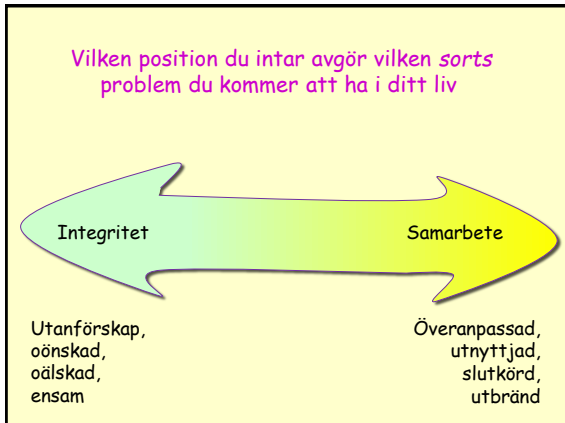 Vilken position du intar avgör vilken sorts
problem du kommer att ha i ditt liv
Integritet
Samarbete
Utanförskap,
oönskad,
oälskad,
ensam
Överanpassad,
utnyttjad,
slutkörd,
utbränd